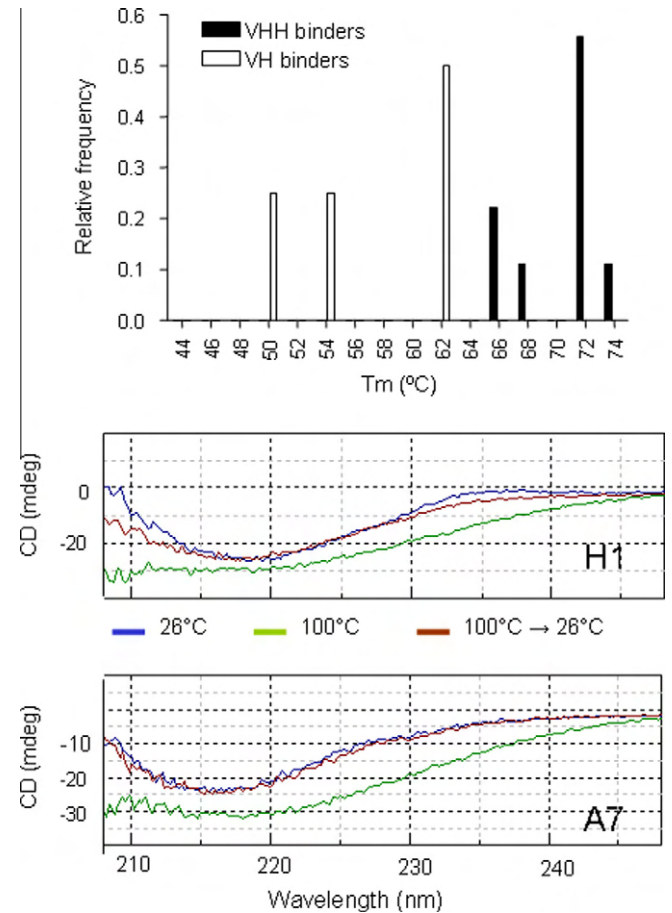 VHH binders
VH binders
Relative frequency
0.6
0.5
0.4
0.3
0.2
0.1
0.0
44 46 48 50 52 54 56 58 60 62 64 66 68 70 72 74
Tm (ºC)
CD (mdeg)
0
-20
H1
26°C 100°C 100°C → 26°C
CD (mdeg)
-10
-20
-30
A7
210 220 230 240
Wavelength (nm)